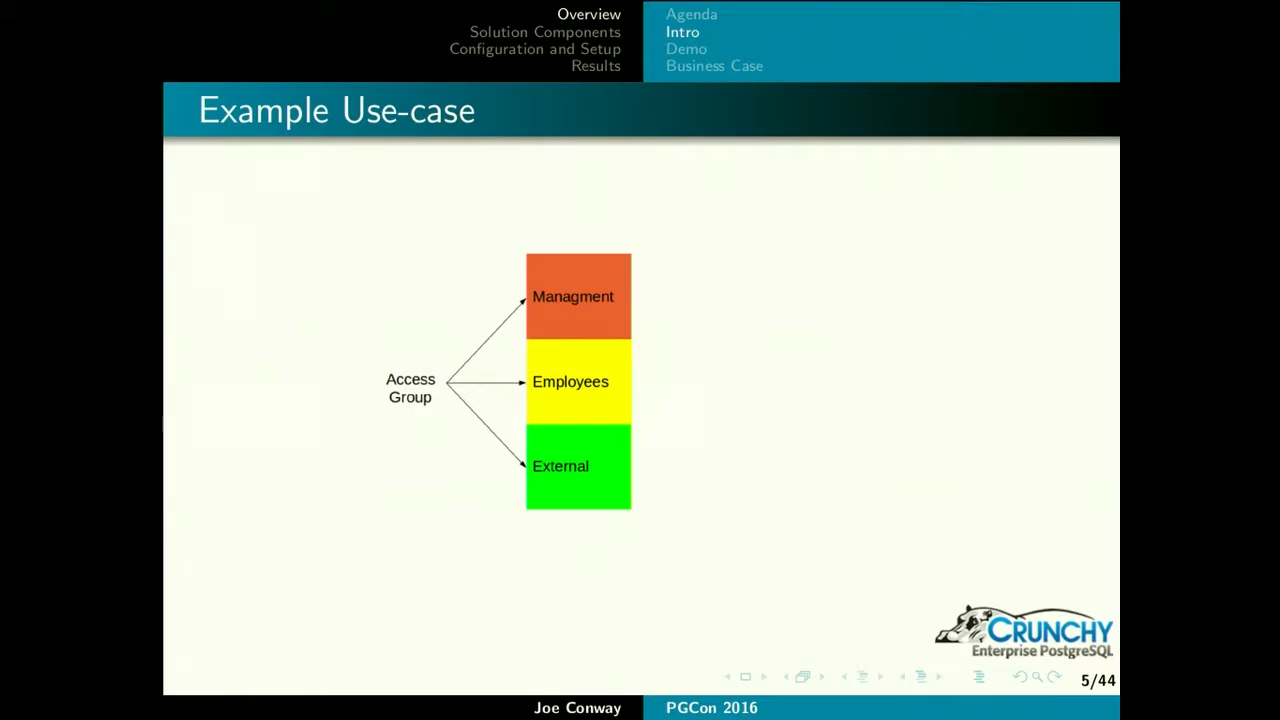 Overview
Solution Components
Configuration and Setup
Results
Agenda
Intro
Demo
Business Case
Example Use-case
Access
Group
Managment
Employees
External
CRUNCHY
Enterprise PostgreSQL
5/44
Joe Conway
PGCon 2016